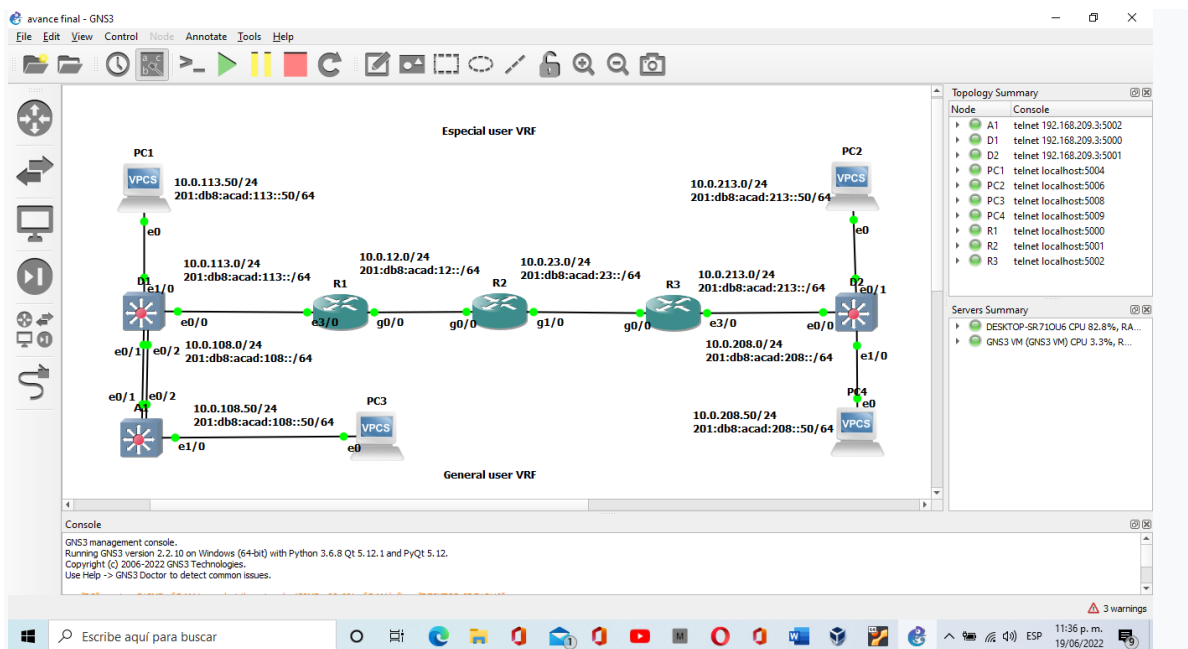 avance final - GNS3
File Edit View Control Node Annotate Tools Help
Especial user VRF
PC1
VPCS
10.0.113.50/24
201:db8:acad:113::50/64
e0
PC2
VPCS
10.0.213.0/24
201:db8:acad:213::50/64
e0
10.0.113.0/24
201:db8:acad:113::/64
D1
e1/0
R1
10.0.12.0/24
201:db8:acad:12::/64
R2
10.0.23.0/24
201:db8:acad:23::/64
R3
10.0.213.0/24
201:db8:acad:213::/64
D2
e0/1
e0/0
e3/0
g0/0
g0/0
g1/0
g0/0
e3/0
e0/0
e0/1
e0/2
10.0.108.0/24
201:db8:acad:108::/64
10.0.208.0/24
201:db8:acad:208::/64
e1/0
e0/1
e0/2
A1
10.0.108.50/24
201:db8:acad:108::50/64
PC3
VPCS
e1/0
e0
PC4
e0
10.0.208.50/24
201:db8:acad:208::50/64
VPCS
General user VRF
Topology Summary
Node Console
A1 telnet 192.168.209.3:5002
D1 telnet 192.168.209.3:5000
D2 telnet 192.168.209.3:5001
PC1 telnet localhost:5004
PC2 telnet localhost:5006
PC3 telnet localhost:5008
PC4 telnet localhost:5009
R1 telnet localhost:5000
R2 telnet localhost:5001
R3 telnet localhost:5002
Servers Summary
DESKTOP-SR71OU6 CPU 82.8%, RA...
GNS3 VM (GNS3 VM) CPU 3.3%, R...
Console
GNS3 management console.
Running GNS3 version 2.2.10 on Windows (64-bit) with Python 3.6.8 Qt 5.12.1 and PyQt 5.12.
Copyright (c) 2006-2022 GNS3 Technologies.
Use Help -> GNS3 Doctor to detect common issues.
3 warnings
Escribe aquí para buscar
ESP
11:36 p. m.
19/06/2022